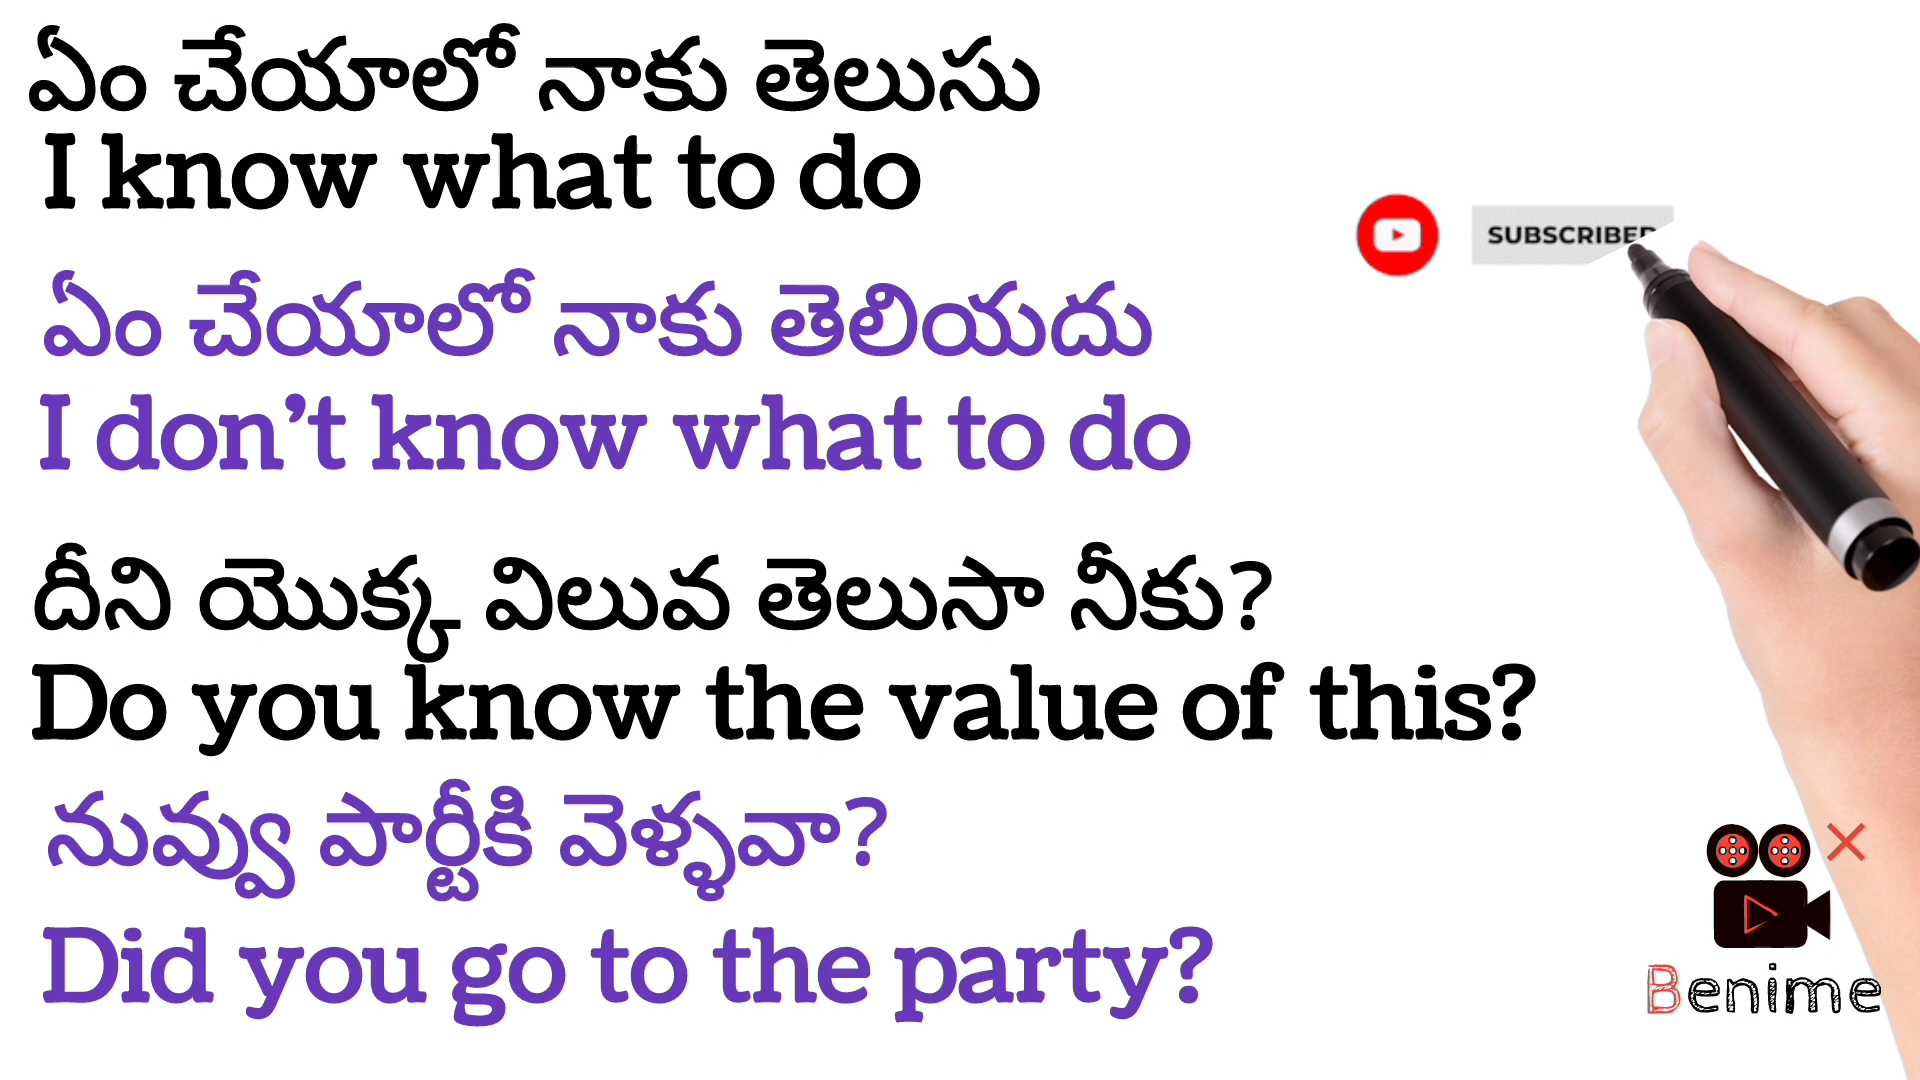 ఏం చేయాలో నాకు తెలుసు
I know what to do
SUBSCRIBED
ఏం చేయాలో నాకు తెలియదు
I don’t know what to do
దీని యొక్క విలువ తెలుసా నీకు?
Do you know the value of this?
నువ్వు పార్టీకి వెళ్ళవా?
Did you go to the party?
Benime